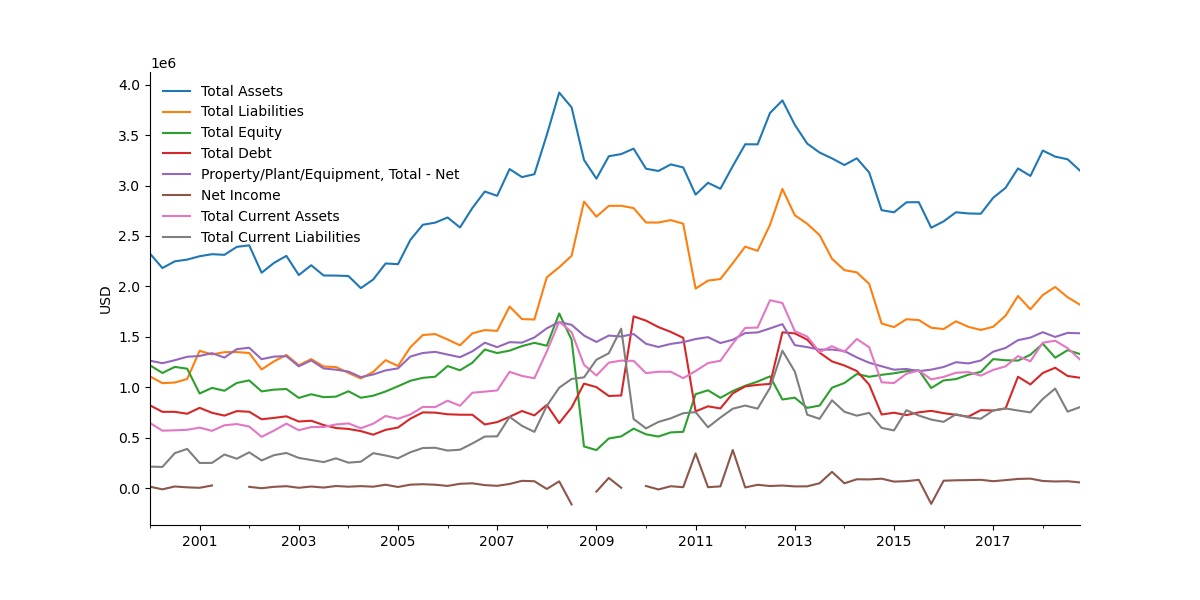 1e6
4.0
3.5
3.0
2.5
2.0
1.5
1.0
0.5
0.0
USD
Total Assets
Total Liabilities
Total Equity
Total Debt
Property/Plant/Equipment, Total - Net
Net Income
Total Current Assets
Total Current Liabilities
2001 2003 2005 2007 2009 2011 2013 2015 2017